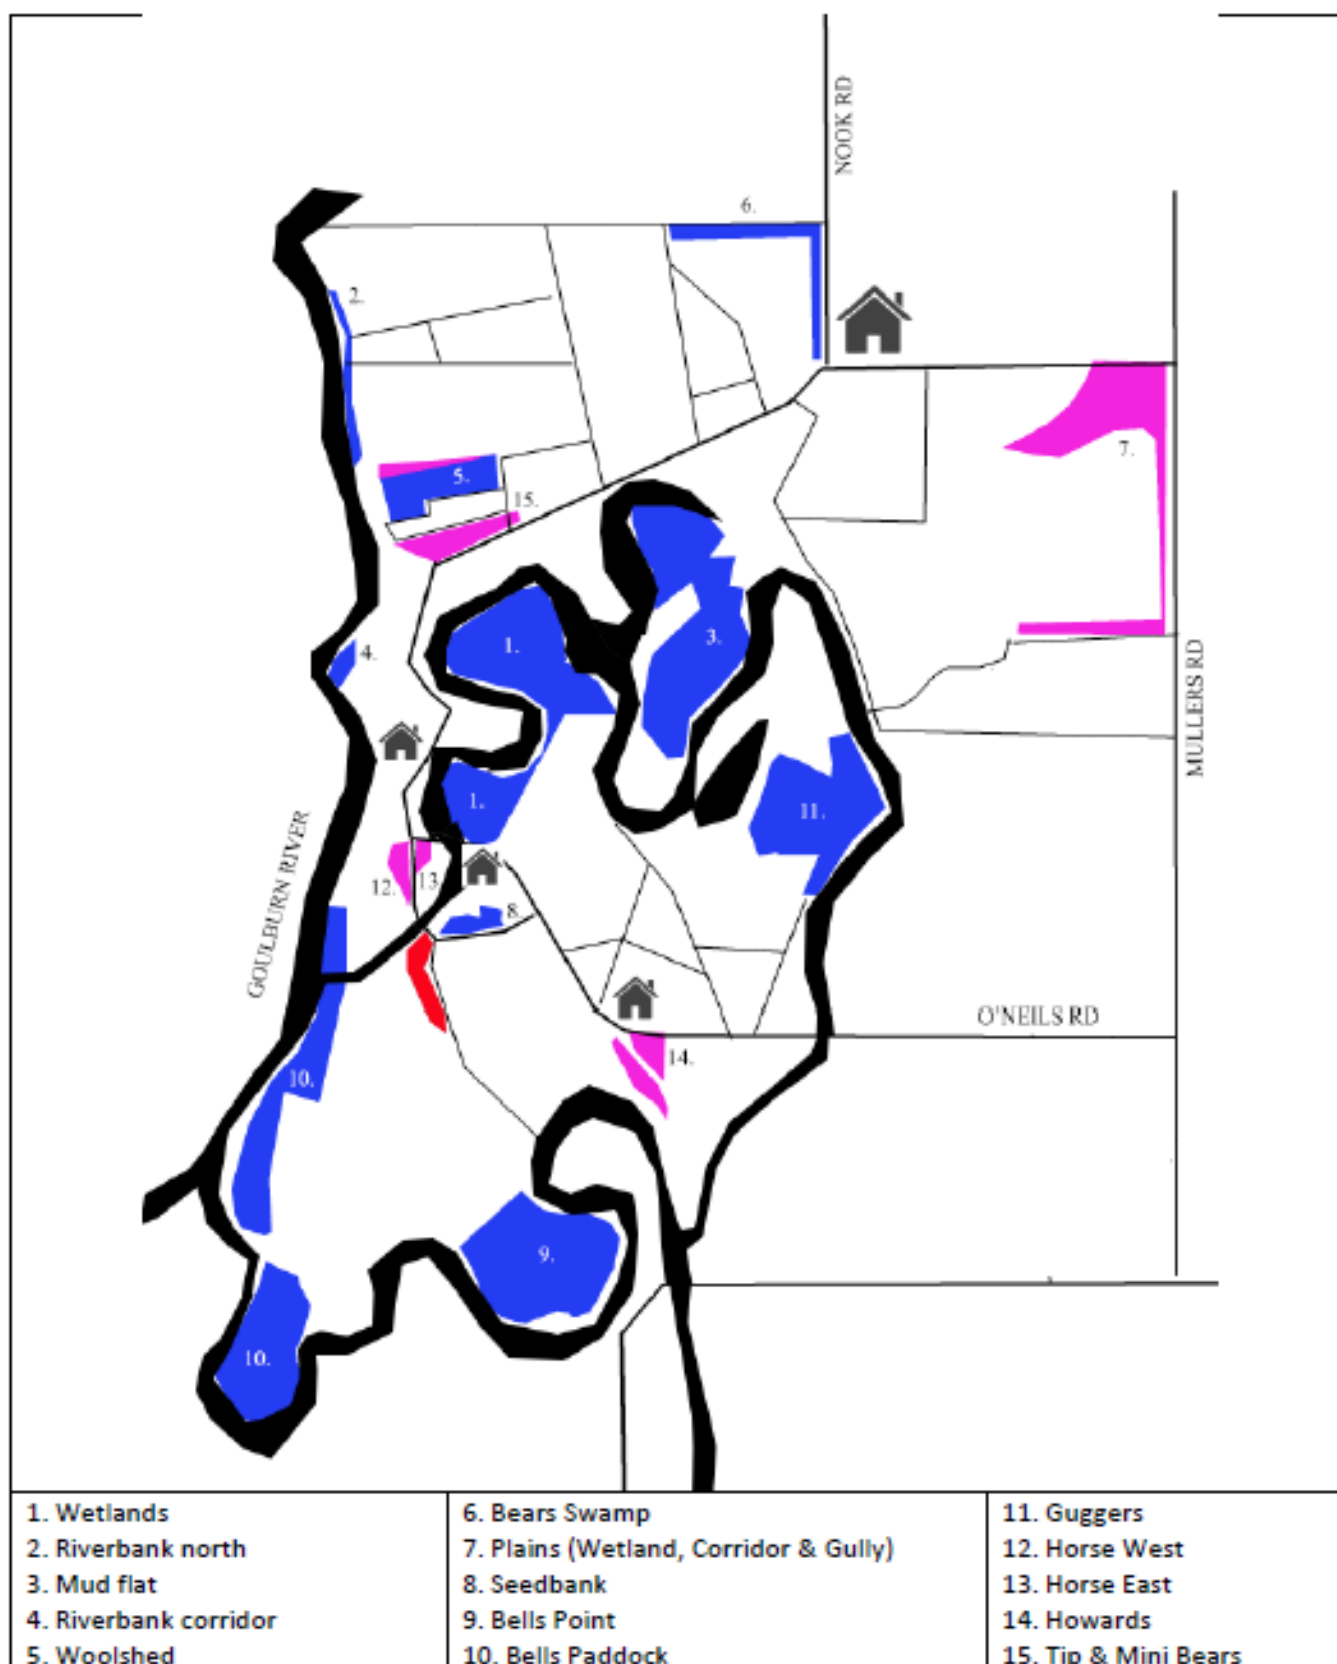 NOOK RD
6.
2.
7.
5.
15.
1.
3.
4.
MULLERS RD
1.
11.
GOULBURN RIVER
12.
13
8.
O'NEILS RD
14.
10.
9.
10.
1. Wetlands
2. Riverbank north
3. Mud flat
4. Riverbank corridor
5. Woolshed
6. Bears Swamp
7. Plains (Wetland, Corridor & Gully)
8. Seedbank
9. Bells Point
10. Bells Paddock
11. Guggers
12. Horse West
13. Horse East
14. Howards
15. Tip & Mini Bears